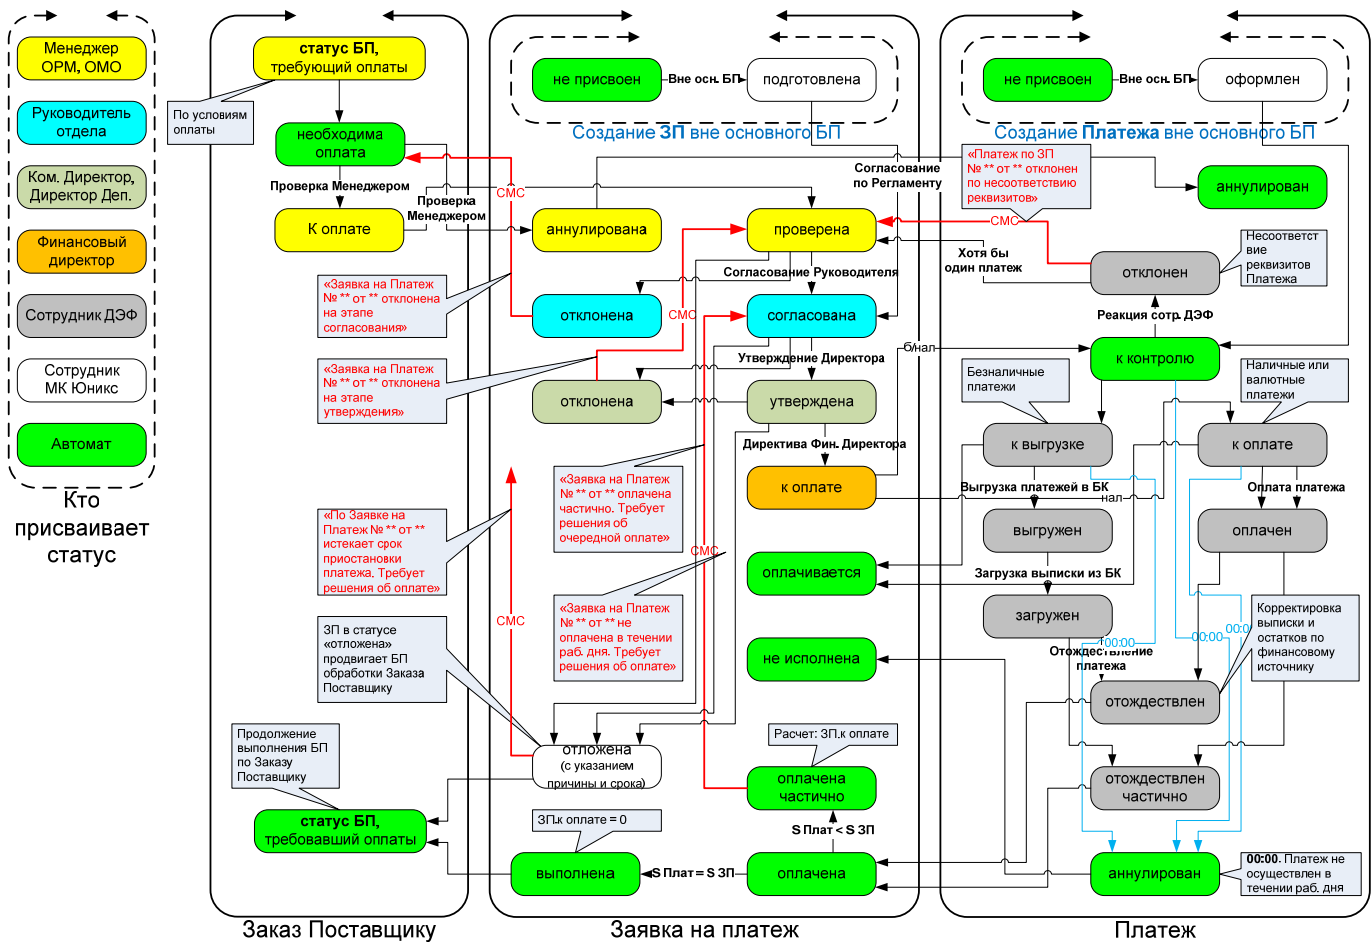 Менеджер
ОРМ, ОМО
Руководитель
отдела
Ком. Директор,
Директор Деп.
Финансовый
директор
Сотрудник ДЭФ
Сотрудник
МК Юникс
Автомат
Кто
присваивает
статус
статус БП,
требующий оплаты
По условиям
оплаты
необходима
оплата
Проверка Менеджером
К оплате
Проверка
Менеджером
СМС
«Заявка на Платеж
№ ** от ** отклонена
на этапе
согласования»
«Заявка на Платеж
№ ** от ** отклонена
на этапе
утверждения»
«По Заявке на
Платеж № ** от **
истекает срок
приостановки
платежа. Требует
решения об оплате»
СМС
ЗП в статусе
«отложена»
продвигает БП
обработки Заказа
Поставщику
Продолжение
выполнения БП
по Заказу
Поставщику
статус БП,
требовавший оплаты
Заказ Поставщику
не присвоен
Вне осн. БП
подготовлена
Создание ЗП вне основного БП
Согласование
по Регламенту
аннулирована
проверена
Согласование Руководителя
СМС
отклонена
согласована
Утверждение Директора
б/нал
отклонена
утверждена
Директива Фин. Директора
к оплате
нал
«Заявка на Платеж
№ ** от ** оплачена
частично. Требует
решения об
очередной оплате»
СМС
оплачивается
«Заявка на Платеж
№ ** от ** не
оплачена в течении
раб. дня. Требует
решения об оплате»
не исполнена
Расчет: ЗП.к оплате
отложена
(с указанием
причины и срока)
оплачена
частично
ЗП.к оплате = 0
S Плат < S ЗП
выполнена
S Плат = S ЗП
оплачена
Заявка на платеж
не присвоен
Вне осн. БП
оформлен
Создание Платежа вне основного БП
«Платеж по ЗП
№ ** от ** отклонен
по несоответствию
реквизитов»
аннулирован
СМС
Хотя бы
один платеж
отклонен
Несоответст
вие
реквизитов
Платежа
Реакция сотр. ДЭФ
к контролю
Безналичные
платежи
Наличные или
валютные
платежи
к выгрузке
к оплате
Выгрузка платежей в БК
Оплата платежа
выгружен
оплачен
Загрузка выписки из БК
загружен
Корректировка
выписки и
остатков по
финансовому
источнику
00:00
00:00
00:0
Отождествление
платежа
отождествлен
отождествлен
частично
аннулирован
00:00. Платеж не
осуществлен в
течении раб. дня
Платеж